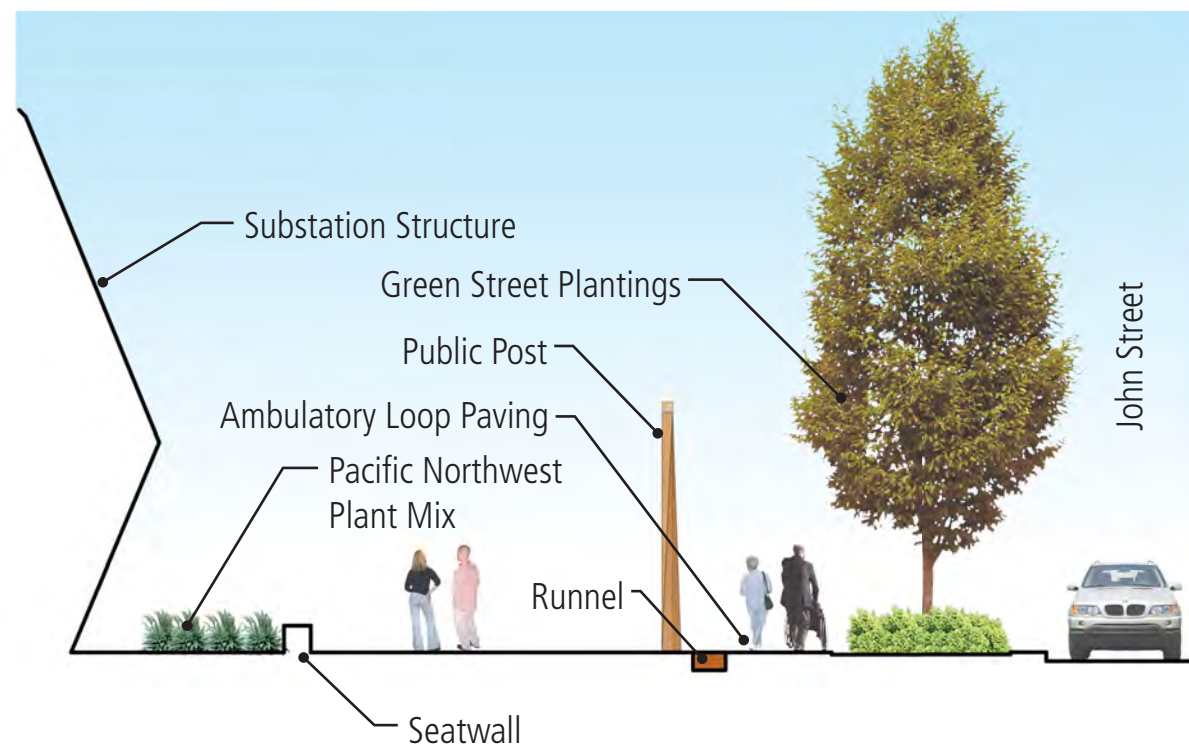 Substation Structure
Green Street Plantings
John Street
Public Post
Ambulatory Loop Paving
Pacific Northwest
Plant Mix
Runnel
Seatwall